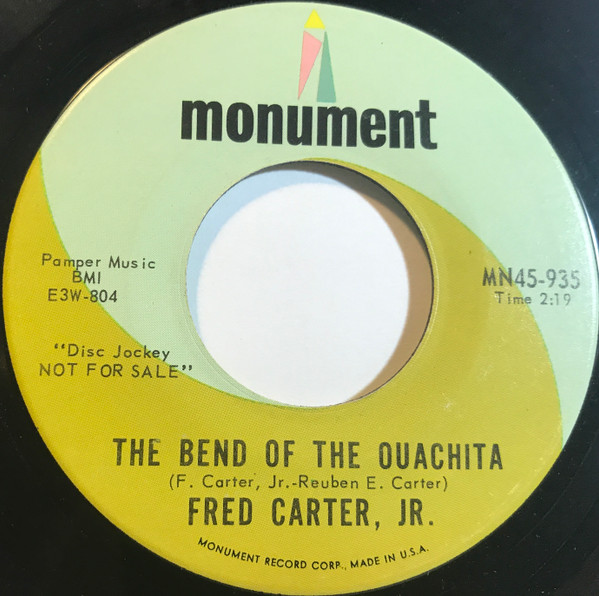 monument
Pamper Music
BMI
E3W-804
MN45-935
Time 2:19
"Disc Jockey
NOT FOR SALE"
THE BEND OF THE OUACHITA
(F. Carter, Jr.-Reuben E. Carter)
FRED CARTER, JR.
MONUMENT RECORD CORP., MADE IN U.S.A.